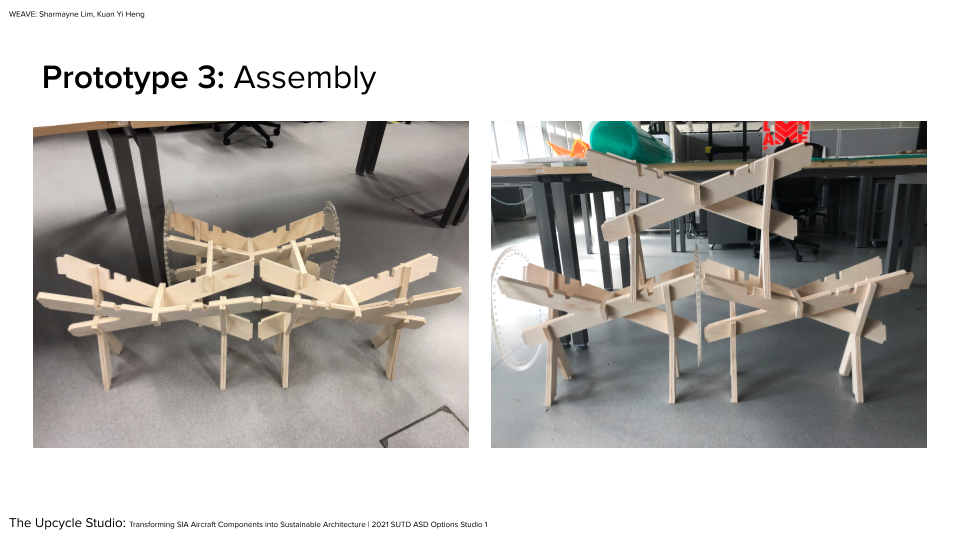 WEAVE: Sharmayne Lim, Kuan Yi Heng
Prototype 3: Assembly
The Upcycle Studio: Transforming SIA Aircraft Components into Sustainable Architecture | 2021 SUTD ASD Options Studio 1